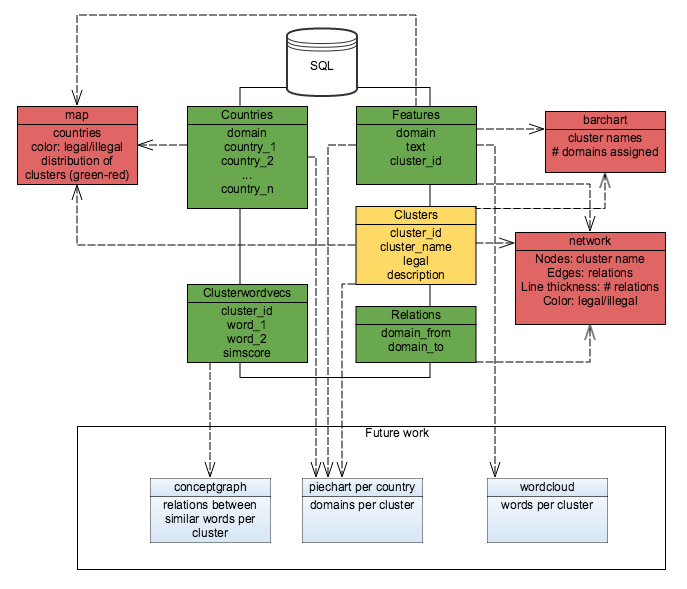 SQL
map
countries
color: legal/illegal
distribution of
clusters (green-red)
Countries
domain
country_1
country_2
...
country_n
Features
domain
text
cluster_id
barchart
cluster names
# domains assigned
Clusters
cluster_id
cluster_name
legal
description
network
Nodes: cluster name
Edges: relations
Line thickness: # relations
Color: legal/illegal
Clusterwordvecs
cluster_id
word_1
word_2
simscore
Relations
domain_from
domain_to
Future work
conceptgraph
relations between
similar words per
cluster
piechart per country
domains per cluster
wordcloud
words per cluster